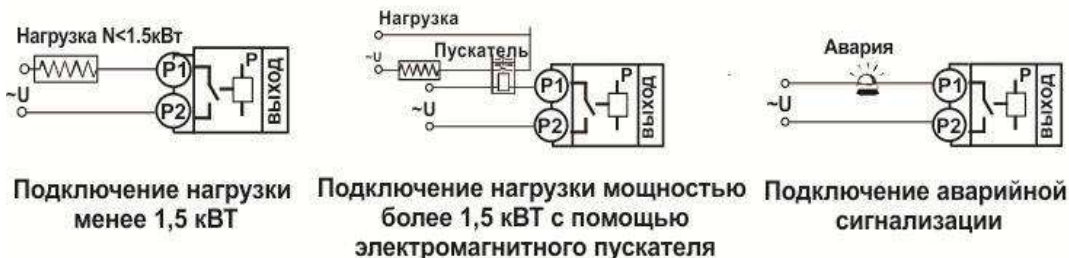 Нагрузка N<1.5кВт
~U
P1
P2
P
ВЫХОД
Подключение нагрузки
менее 1,5 кВТ
Нагрузка
~U
Пускатель
~U
P1
P2
P
ВЫХОД
Подключение нагрузки мощностью
более 1,5 кВТ с помощью
электромагнитного пускателя
Авария
~U
P1
P2
P
ВЫХОД
Подключение аварийной
сигнализации